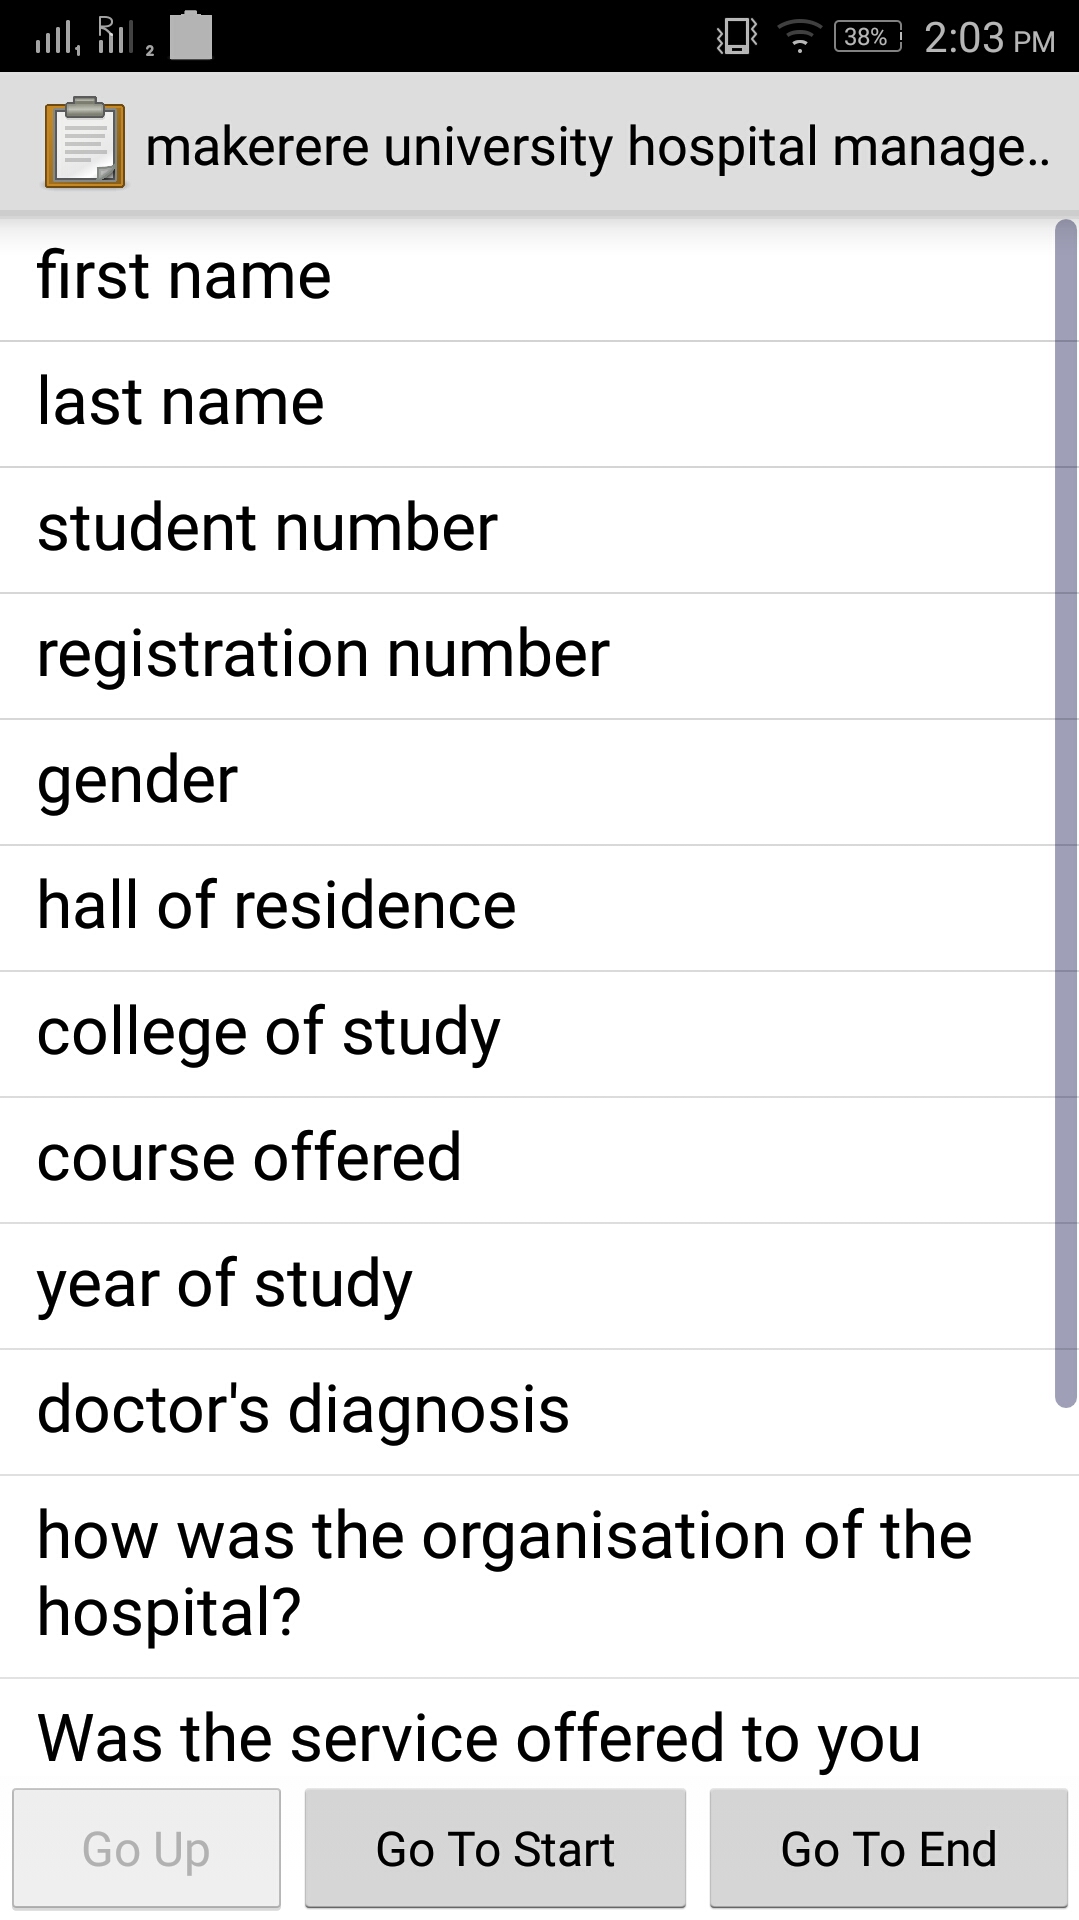 1 R 2 38% 2:03 PM
makerere university hospital manage..
first name
last name
student number
registration number
gender
hall of residence
college of study
course offered
year of study
doctor's diagnosis
how was the organisation of the
hospital?
Was the service offered to you
Go Up Go To Start Go To End